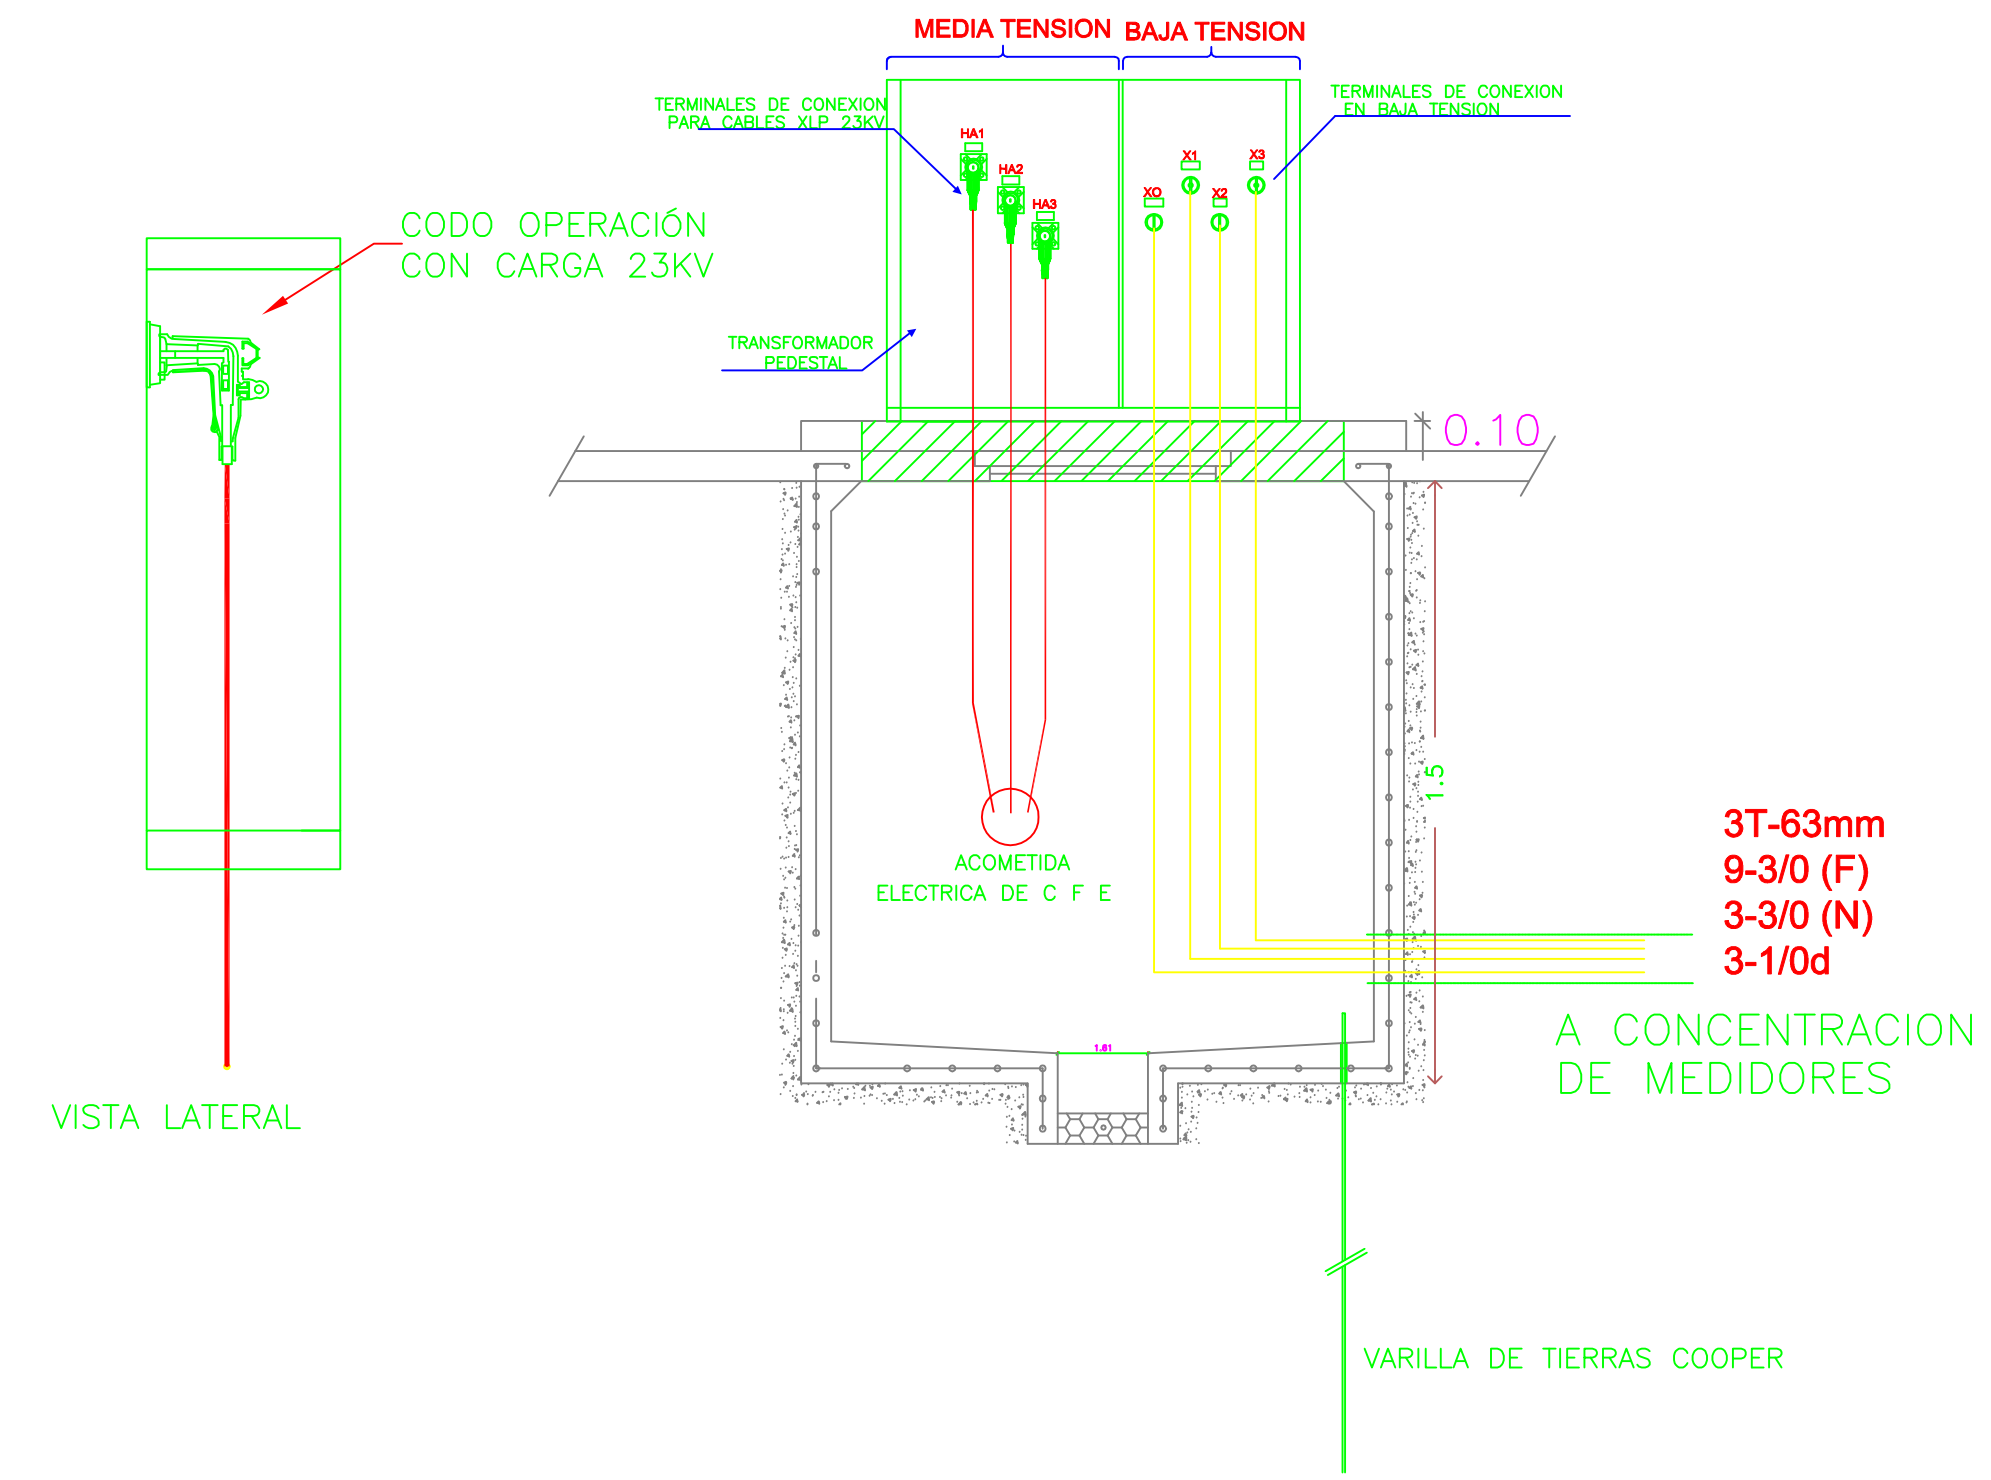 MEDIA TENSION
BAJA TENSION
TERMINALES DE CONEXION
PARA CABLES XLP 23KV
TERMINALES DE CONEXION
EN BAJA TENSION
HA1
HA2
HA3
X1
X3
XO
X2
CODO OPERACIÓN
CON CARGA 23KV
TRANSFORMADOR
PEDESTAL
0.10
1.5
3T-63mm
9-3/0 (F)
3-3/0 (N)
3-1/0d
ACOMETIDA
ELECTRICA DE C F E
A CONCENTRACION
DE MEDIDORES
1.61
VISTA LATERAL
VARILLA DE TIERRAS COOPER